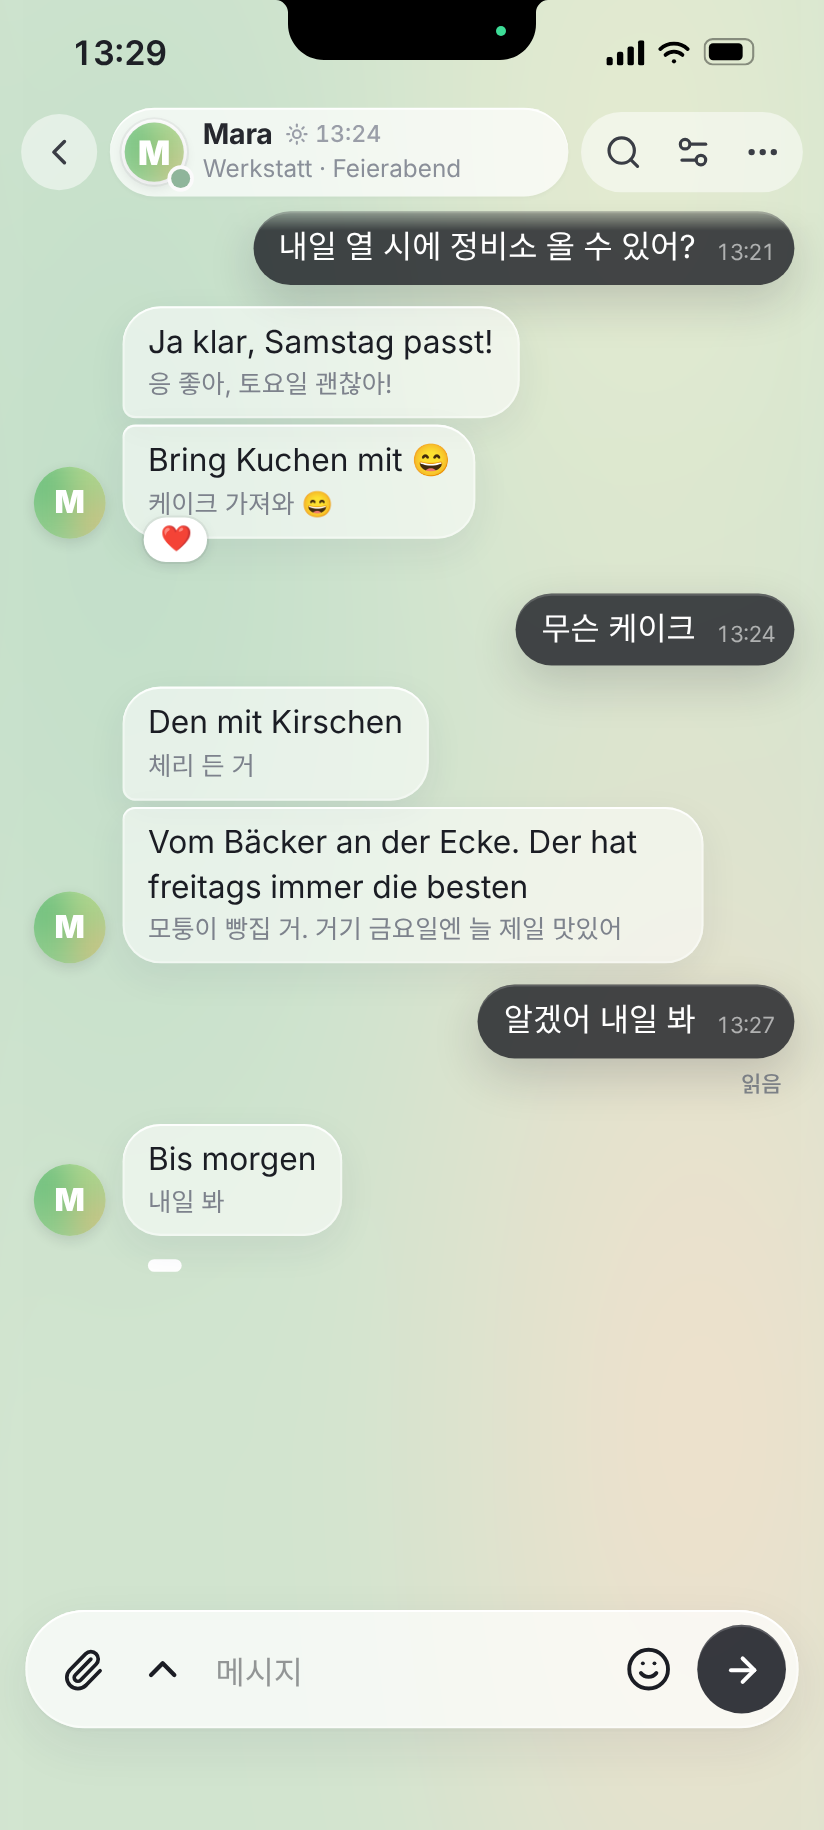 13:29
M
Mara 13:24
Werkstatt · Feierabend
내일 열 시에 정비소 올 수 있어? 13:21
Ja klar, Samstag passt!
응 좋아, 토요일 괜찮아!
Bring Kuchen mit 😄
케이크 가져와 😄
M
❤️
무슨 케이크 13:24
Den mit Kirschen
체리 든 거
Vom Bäcker an der Ecke. Der hat
freitags immer die besten
모퉁이 빵집 거. 거기 금요일엔 늘 제일 맛있어
M
알겠어 내일 봐 13:27
읽음
Bis morgen
내일 봐
M
메시지